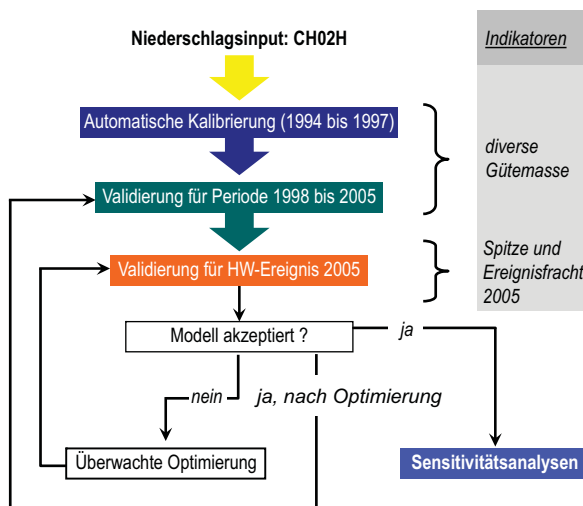 Niederschlagsinput: CH02H
Indikatoren
Automatische Kalibrierung (1994 bis 1997)
diverse
Gütemasse
Validierung für Periode 1998 bis 2005
Validierung für HW-Ereignis 2005
Spitze und
Ereignisfracht
2005
Modell akzeptiert ?
ja
nein
ja, nach Optimierung
Überwachte Optimierung
Sensitivitätsanalysen